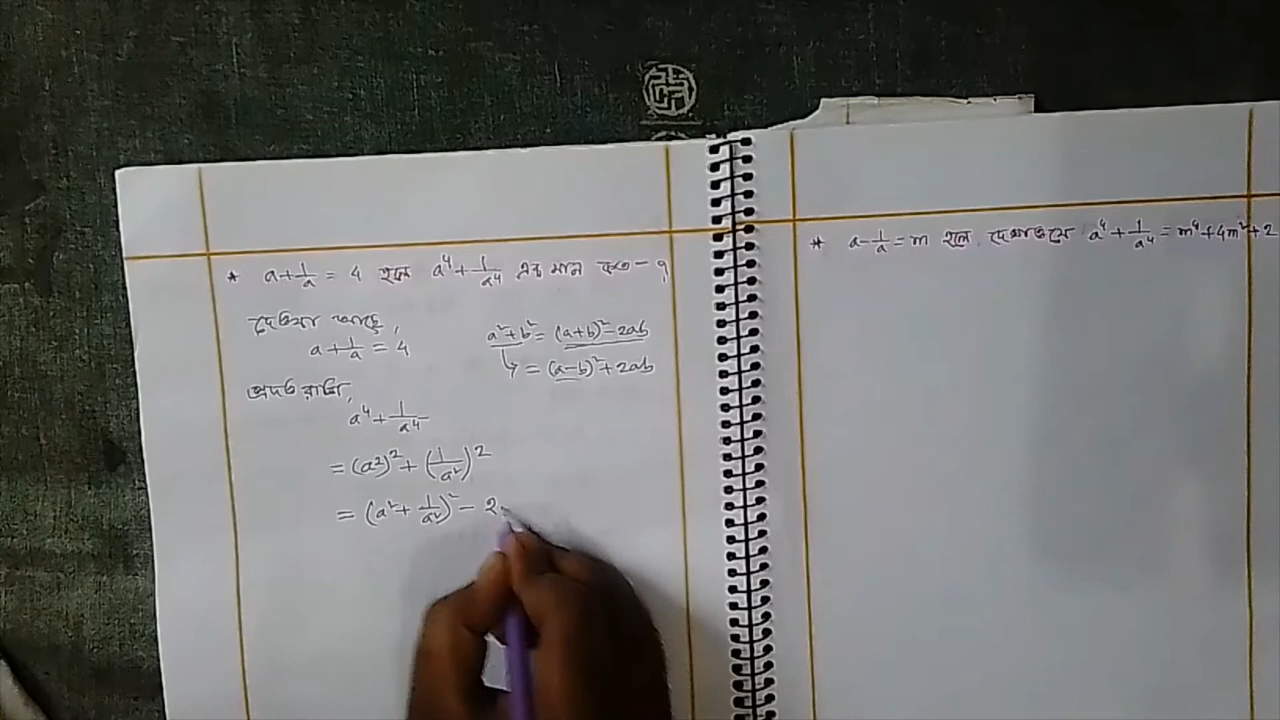 * a + 1/a = 4 হলে a⁴ + 1/a⁴ এর মান কত - ?
দেওয়া আছে,
a + 1/a = 4
প্রদত্ত রাশি,
a⁴ + 1/a⁴
= (a²)² + (1/a²)²
= (a² + 1/a²)² - 2.
a² + b² = (a+b)² - 2ab
↳ = (a-b)² + 2ab
* a - 1/a = m হলে দেখাও যে, a⁴ + 1/a⁴ = m⁴ + 4m² + 2